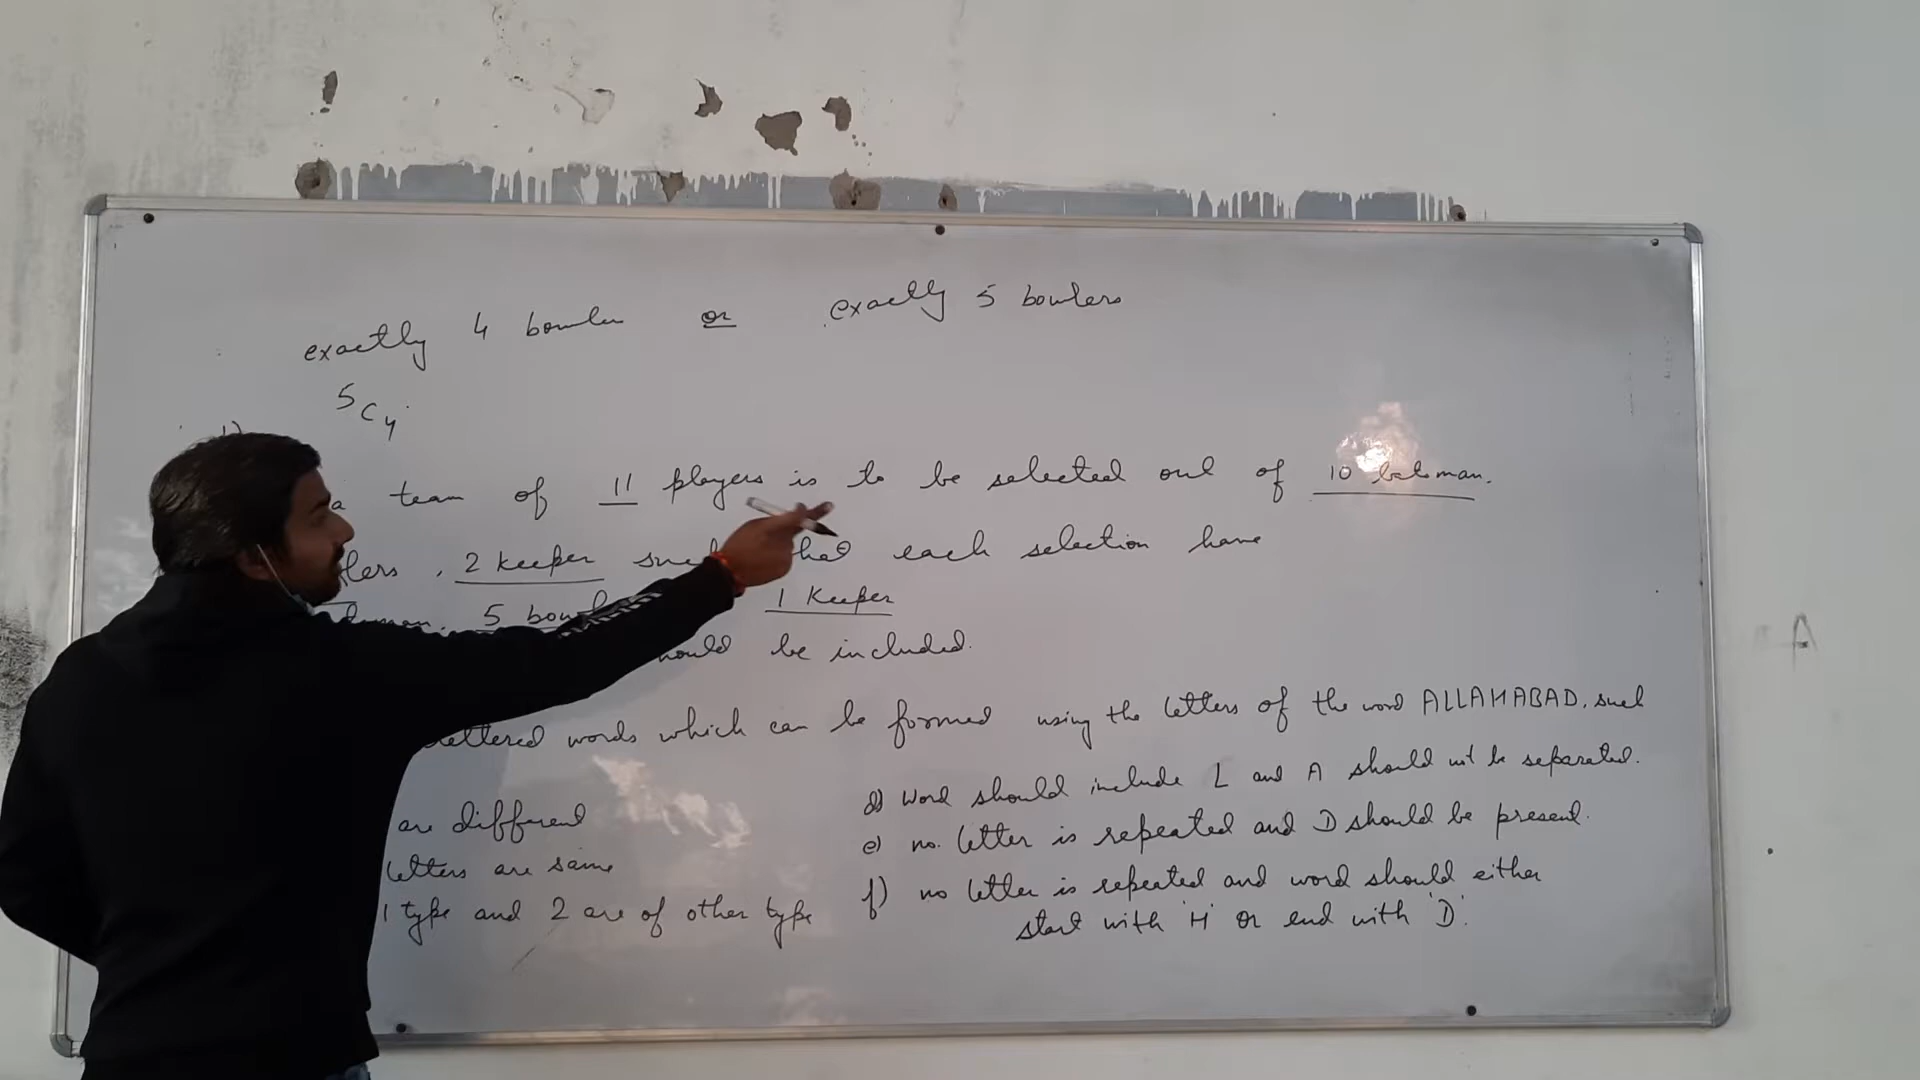 exactly 4 bowler or exactly 5 bowlers
5C4
1)
a team of 11 players is to be selected out of 10 batsman.
lers, 2 keeper such that each selection have
5 bowl 1 Keeper
hould be included.
lettered words which can be formed using the letters of the word ALLAHABAD, such
are different
letters are same
1 type and 2 are of other type
d) Word should include L and A should not be separated.
e) no. letter is repeated and D should be present.
f) no letter is repeated and word should either
start with 'H' or end with 'D'.
A